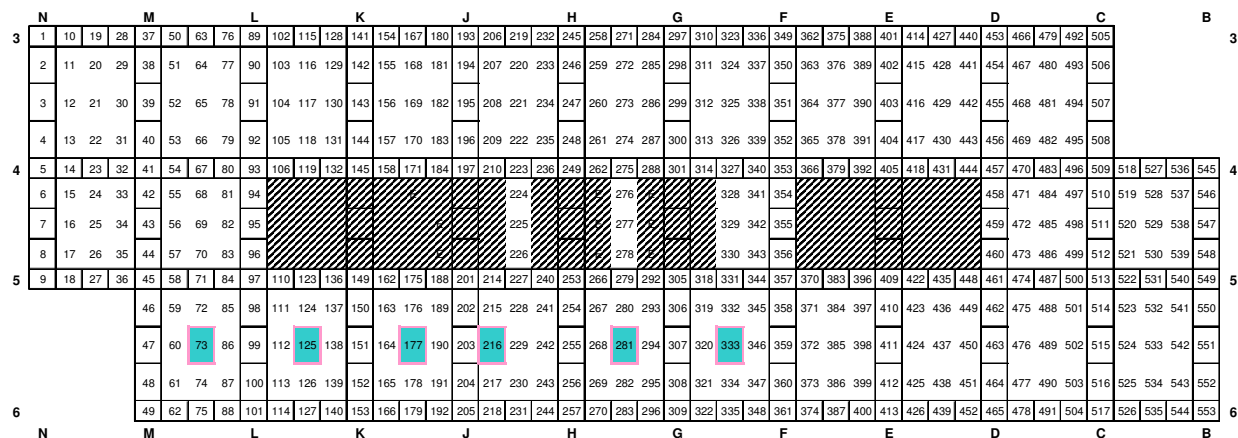 N M L K J H G F E D C B
3 1 10 19 28 37 50 63 76 89 102 115 128 141 154 167 180 193 206 219 232 245 258 271 284 297 310 323 336 349 362 375 388 401 414 427 440 453 466 479 492 505 3
2 11 20 29 38 51 64 77 90 103 116 129 142 155 168 181 194 207 220 233 246 259 272 285 298 311 324 337 350 363 376 389 402 415 428 441 454 467 480 493 506
3 12 21 30 39 52 65 78 91 104 117 130 143 156 169 182 195 208 221 234 247 260 273 286 299 312 325 338 351 364 377 390 403 416 429 442 455 468 481 494 507
4 13 22 31 40 53 66 79 92 105 118 131 144 157 170 183 196 209 222 235 248 261 274 287 300 313 326 339 352 365 378 391 404 417 430 443 456 469 482 495 508
4 5 14 23 32 41 54 67 80 93 106 119 132 145 158 171 184 197 210 223 236 249 262 275 288 301 314 327 340 353 366 379 392 405 418 431 444 457 470 483 496 509 518 527 536 545 4
6 15 24 33 42 55 68 81 94 E 224 E 276 E 328 341 354 458 471 484 497 510 519 528 537 546
7 16 25 34 43 56 69 82 95 E 225 E 277 E 329 342 355 459 472 485 498 511 520 529 538 547
8 17 26 35 44 57 70 83 96 E 226 E 278 E 330 343 356 460 473 486 499 512 521 530 539 548
5 9 18 27 36 45 58 71 84 97 110 123 136 149 162 175 188 201 214 227 240 253 266 279 292 305 318 331 344 357 370 383 396 409 422 435 448 461 474 487 500 513 522 531 540 549 5
46 59 72 85 98 111 124 137 150 163 176 189 202 215 228 241 254 267 280 293 306 319 332 345 358 371 384 397 410 423 436 449 462 475 488 501 514 523 532 541 550
47 60 73 86 99 112 125 138 151 164 177 190 203 216 229 242 255 268 281 294 307 320 333 346 359 372 385 398 411 424 437 450 463 476 489 502 515 524 533 542 551
48 61 74 87 100 113 126 139 152 165 178 191 204 217 230 243 256 269 282 295 308 321 334 347 360 373 386 399 412 425 438 451 464 477 490 503 516 525 534 543 552
6 49 62 75 88 101 114 127 140 153 166 179 192 205 218 231 244 257 270 283 296 309 322 335 348 361 374 387 400 413 426 439 452 465 478 491 504 517 526 535 544 553 6
N M L K J H G F E D C B